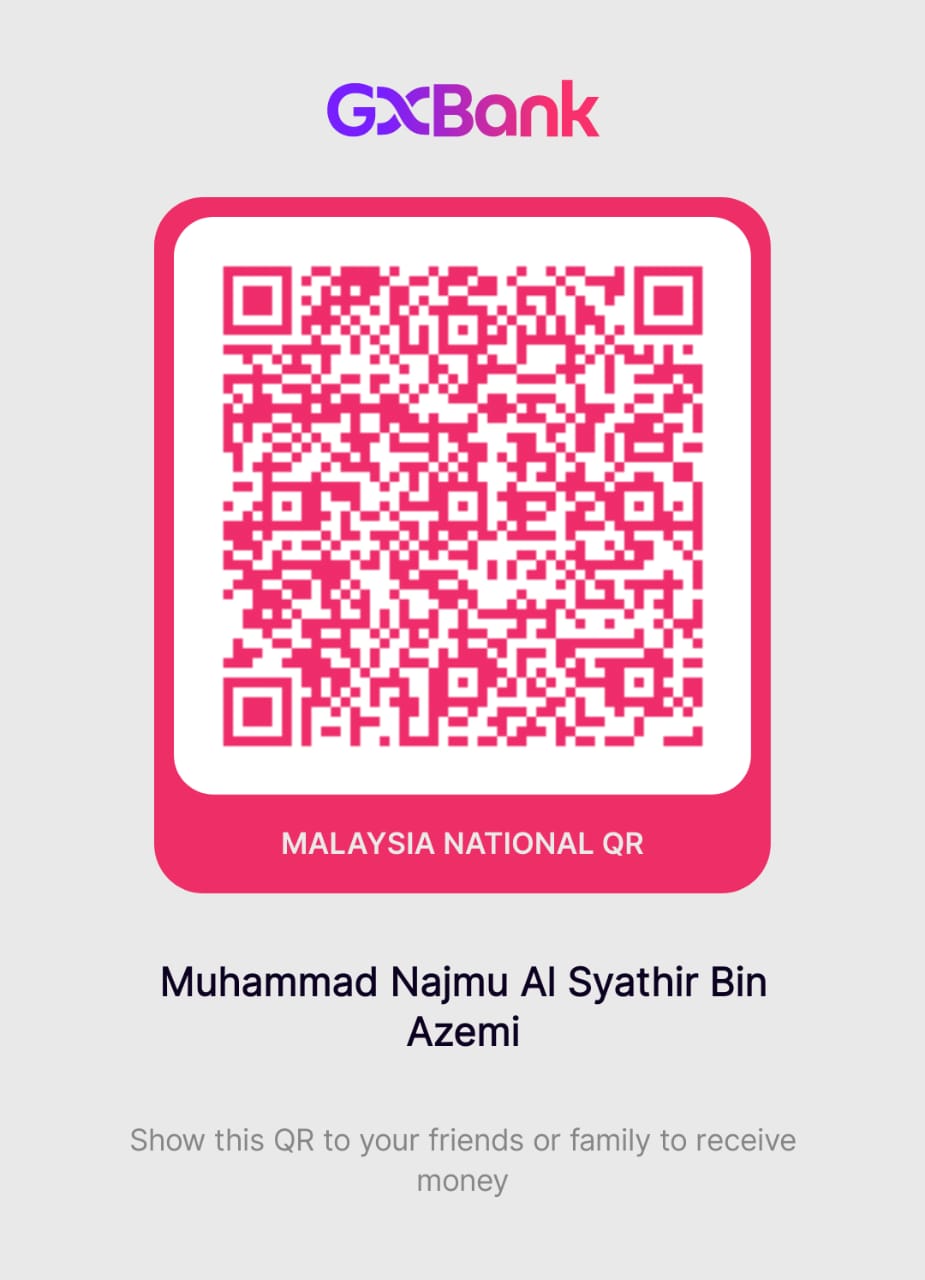 GXBank
MALAYSIA NATIONAL QR
Muhammad Najmu Al Syathir Bin
Azemi
Show this QR to your friends or family to receive
money